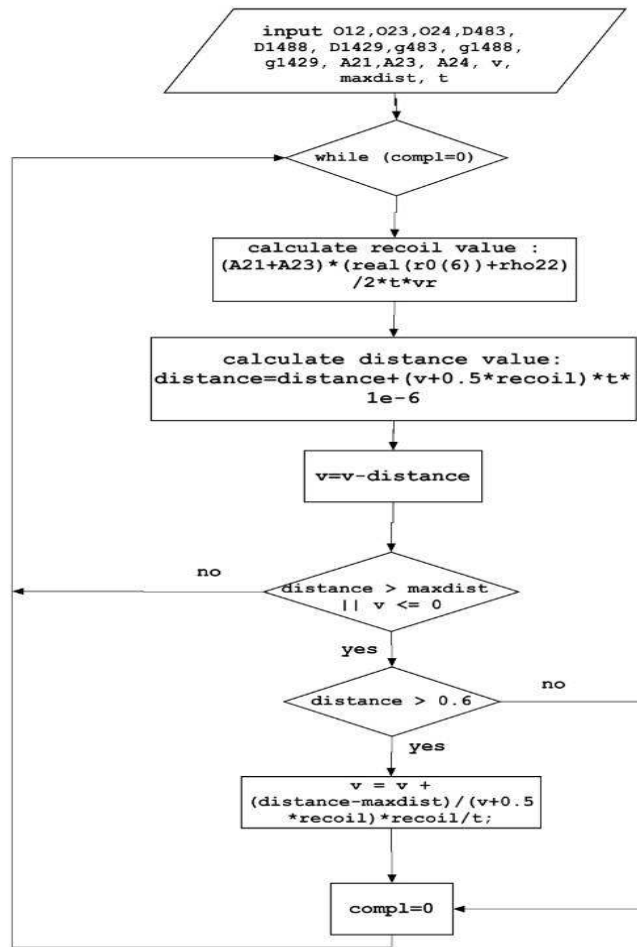 input O12,O23,O24,D483,
D1488, D1429,g483, g1488,
g1429, A21,A23, A24, v,
maxdist, t
while (compl=0)
calculate recoil value :
(A21+A23)*(real(r0(6))+rho22)
/2*t*vr
calculate distance value:
distance=distance+(v+0.5*recoil)*t*
1e-6
v=v-distance
no
distance > maxdist
|| v <= 0
yes
no
distance > 0.6
yes
v = v +
(distance-maxdist)/(v+0.5
*recoil)*recoil/t;
compl=0